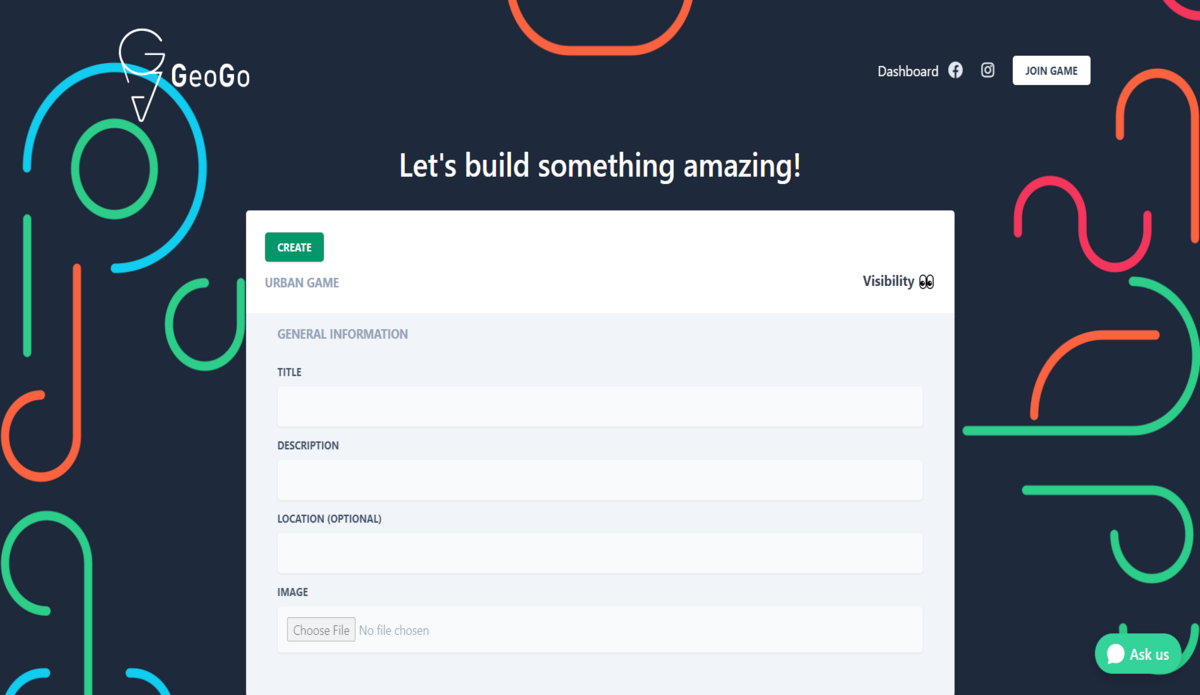 GeoGo
Dashboard
JOIN GAME
Let's build something amazing!
CREATE
URBAN GAME
Visibility 👀
GENERAL INFORMATION
TITLE
DESCRIPTION
LOCATION (OPTIONAL)
IMAGE
Choose File No file chosen
Ask us